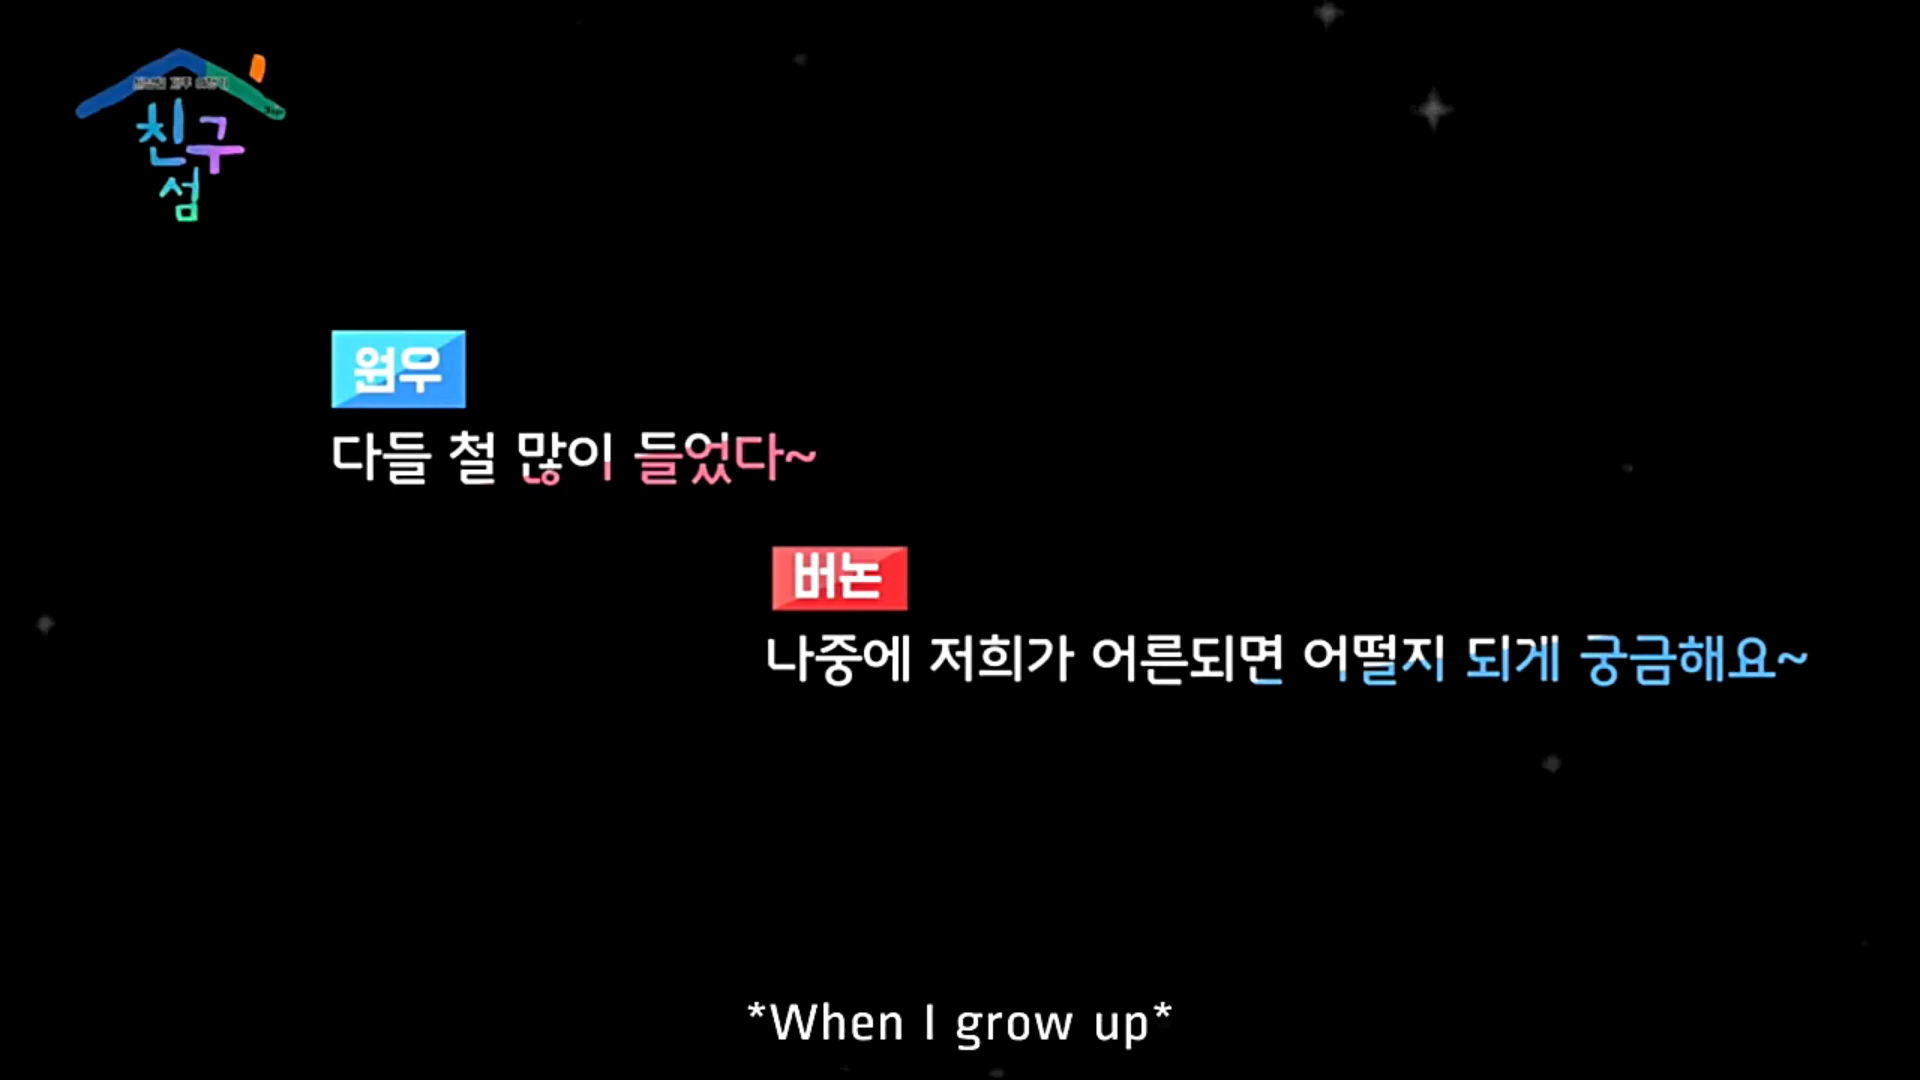 친구
섬
원우
다들 철 많이 들었다~
버논
나중에 저희가 어른되면 어떨지 되게 궁금해요~
*When I grow up*